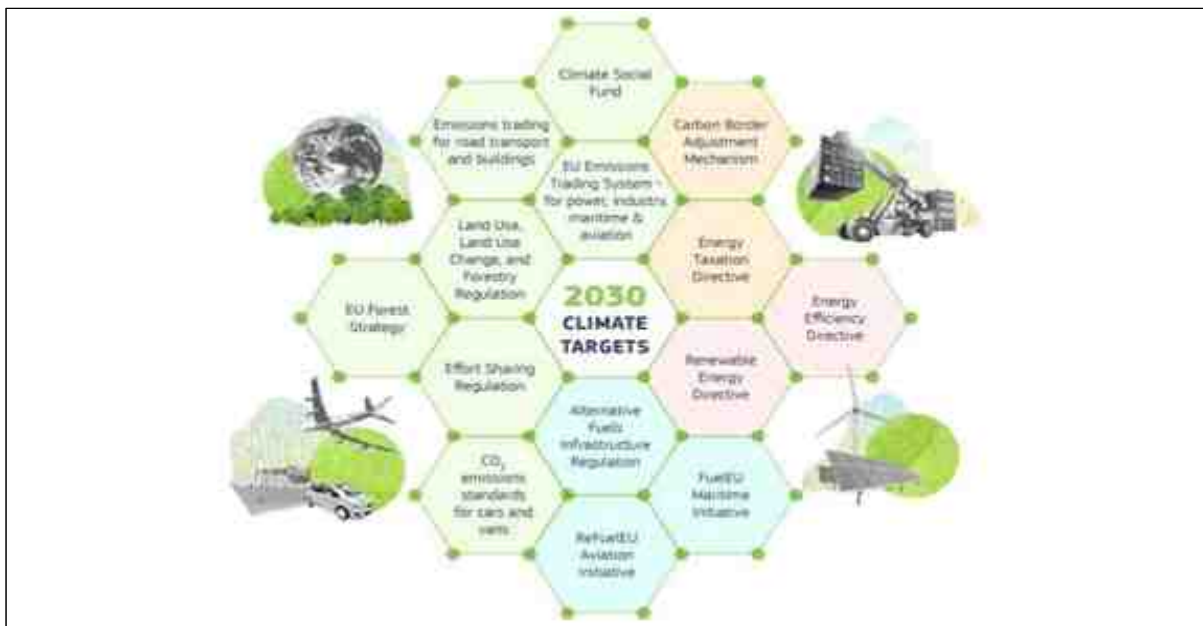 Climate Social
Fund
Emissions trading
for road transport
and buildings
Carbon Border
Adjustment
Mechanism
EU Emissions
Trading System -
for power, industry,
maritime &
aviation
Land Use,
Land Use
Change, and
Forestry
Regulation
Energy
Taxation
Directive
EU Forest
Strategy
2030
CLIMATE
TARGETS
Energy
Efficiency
Directive
Effort Sharing
Regulation
Renewable
Energy
Directive
Alternative
Fuels
Infrastructure
Regulation
CO₂
emissions
standards
for cars and
vans
FuelEU
Maritime
Initiative
ReFuelEU
Aviation
Initiative